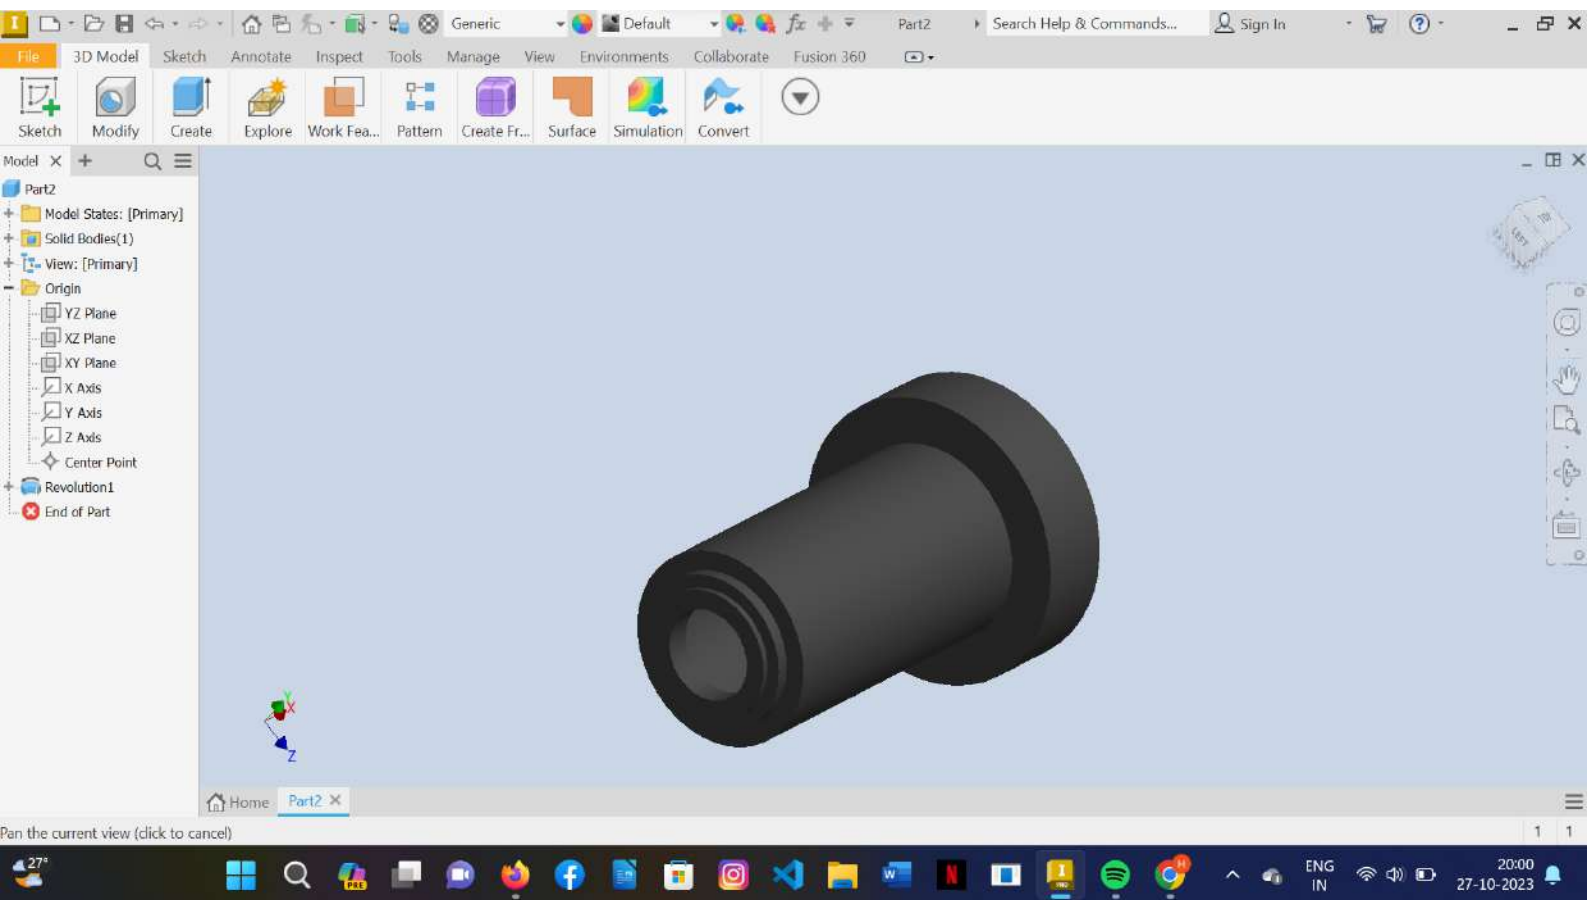 Generic
Default
fx
Part2
Search Help & Commands...
Sign In
File
3D Model
Sketch
Annotate
Inspect
Tools
Manage
View
Environments
Collaborate
Fusion 360
Sketch
Modify
Create
Explore
Work Fea...
Pattern
Create Fr...
Surface
Simulation
Convert
Model
Part2
Model States: [Primary]
Solid Bodies(1)
View: [Primary]
Origin
YZ Plane
XZ Plane
XY Plane
X Axis
Y Axis
Z Axis
Center Point
Revolution1
End of Part
LEFT
Y
X
Z
Home
Part2
Pan the current view (click to cancel)
1 1
27°
PRE
PRO
ENG
IN
20:00
27-10-2023